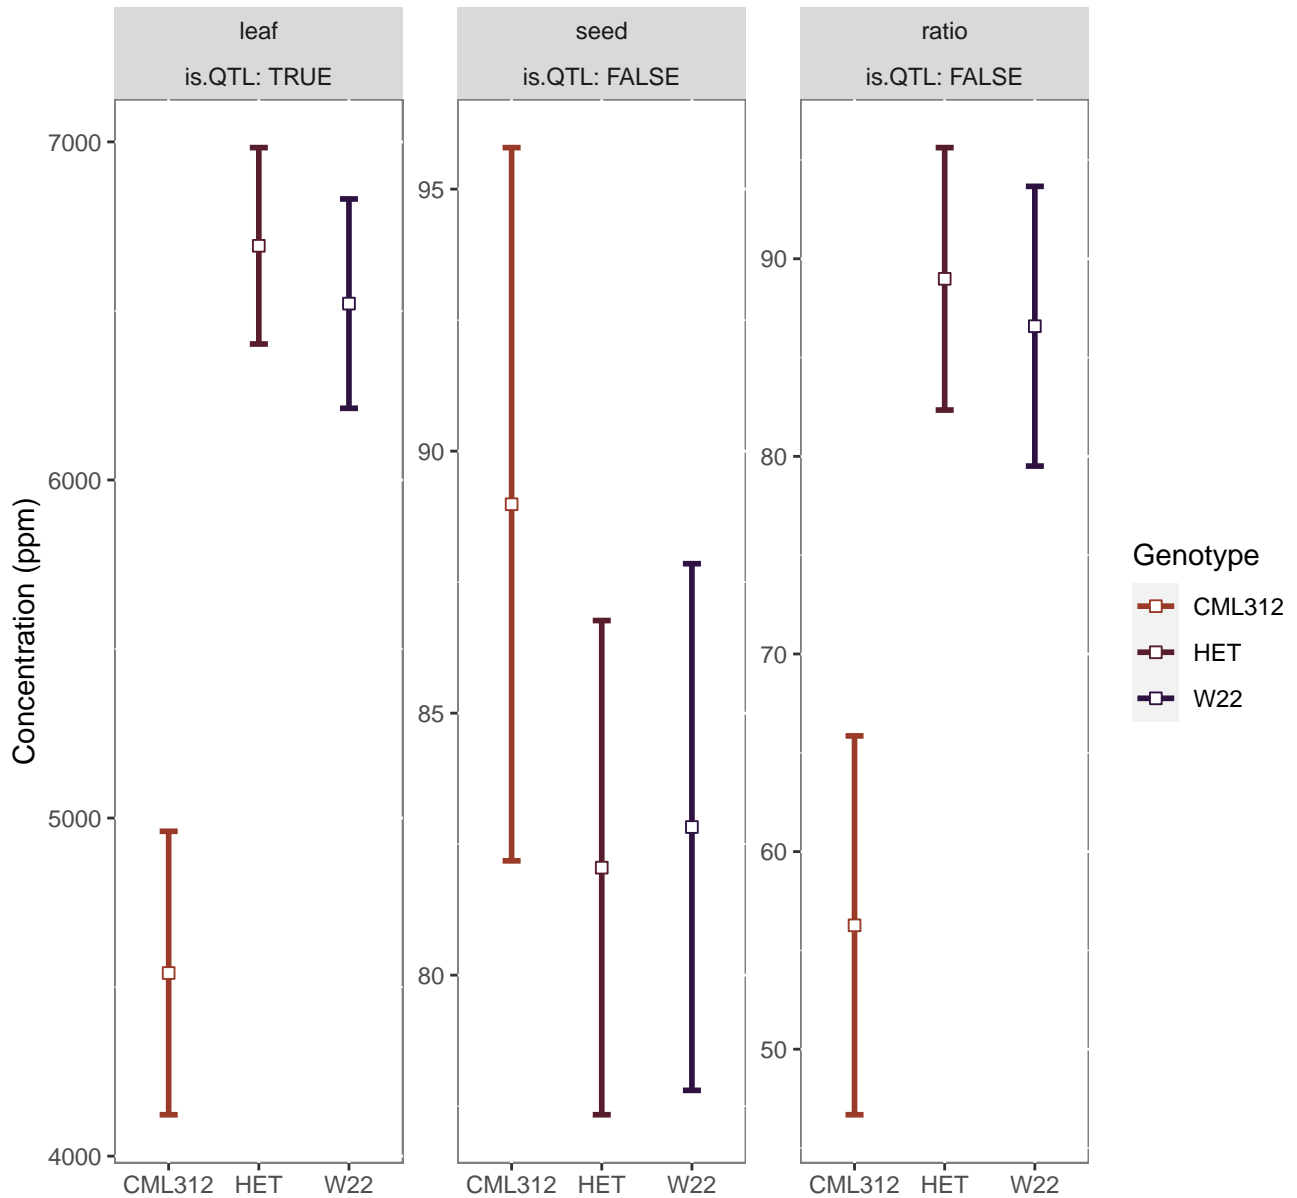 leaf
is.QTL: TRUE
seed
is.QTL: FALSE
ratio
is.QTL: FALSE
Concentration (ppm)
7000
6000
5000
4000
CML312 HET W22
95
90
85
80
CML312 HET W22
90
80
70
60
50
CML312 HET W22
Genotype
CML312
HET
W22